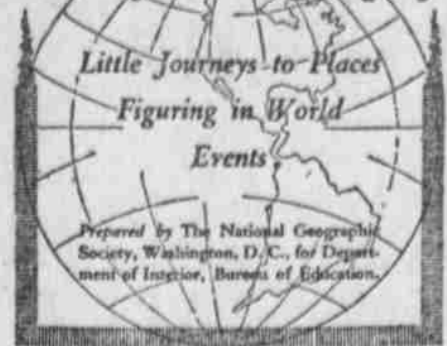 Little Journeys to Places
Figuring in World
Events
Prepared by The National Geographic
Society, Washington, D. C., for Depart-
ment of Interior, Bureau of Education.